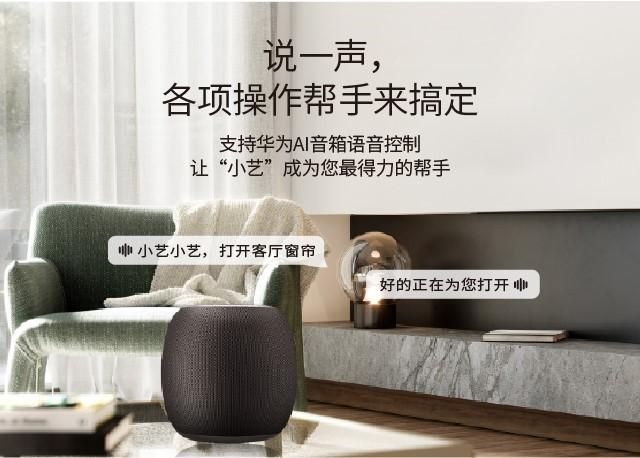 说一声，
各项操作帮手来搞定
支持华为AI音箱语音控制
让“小艺”成为您最得力的帮手
小艺小艺，打开客厅窗帘
好的正在为您打开